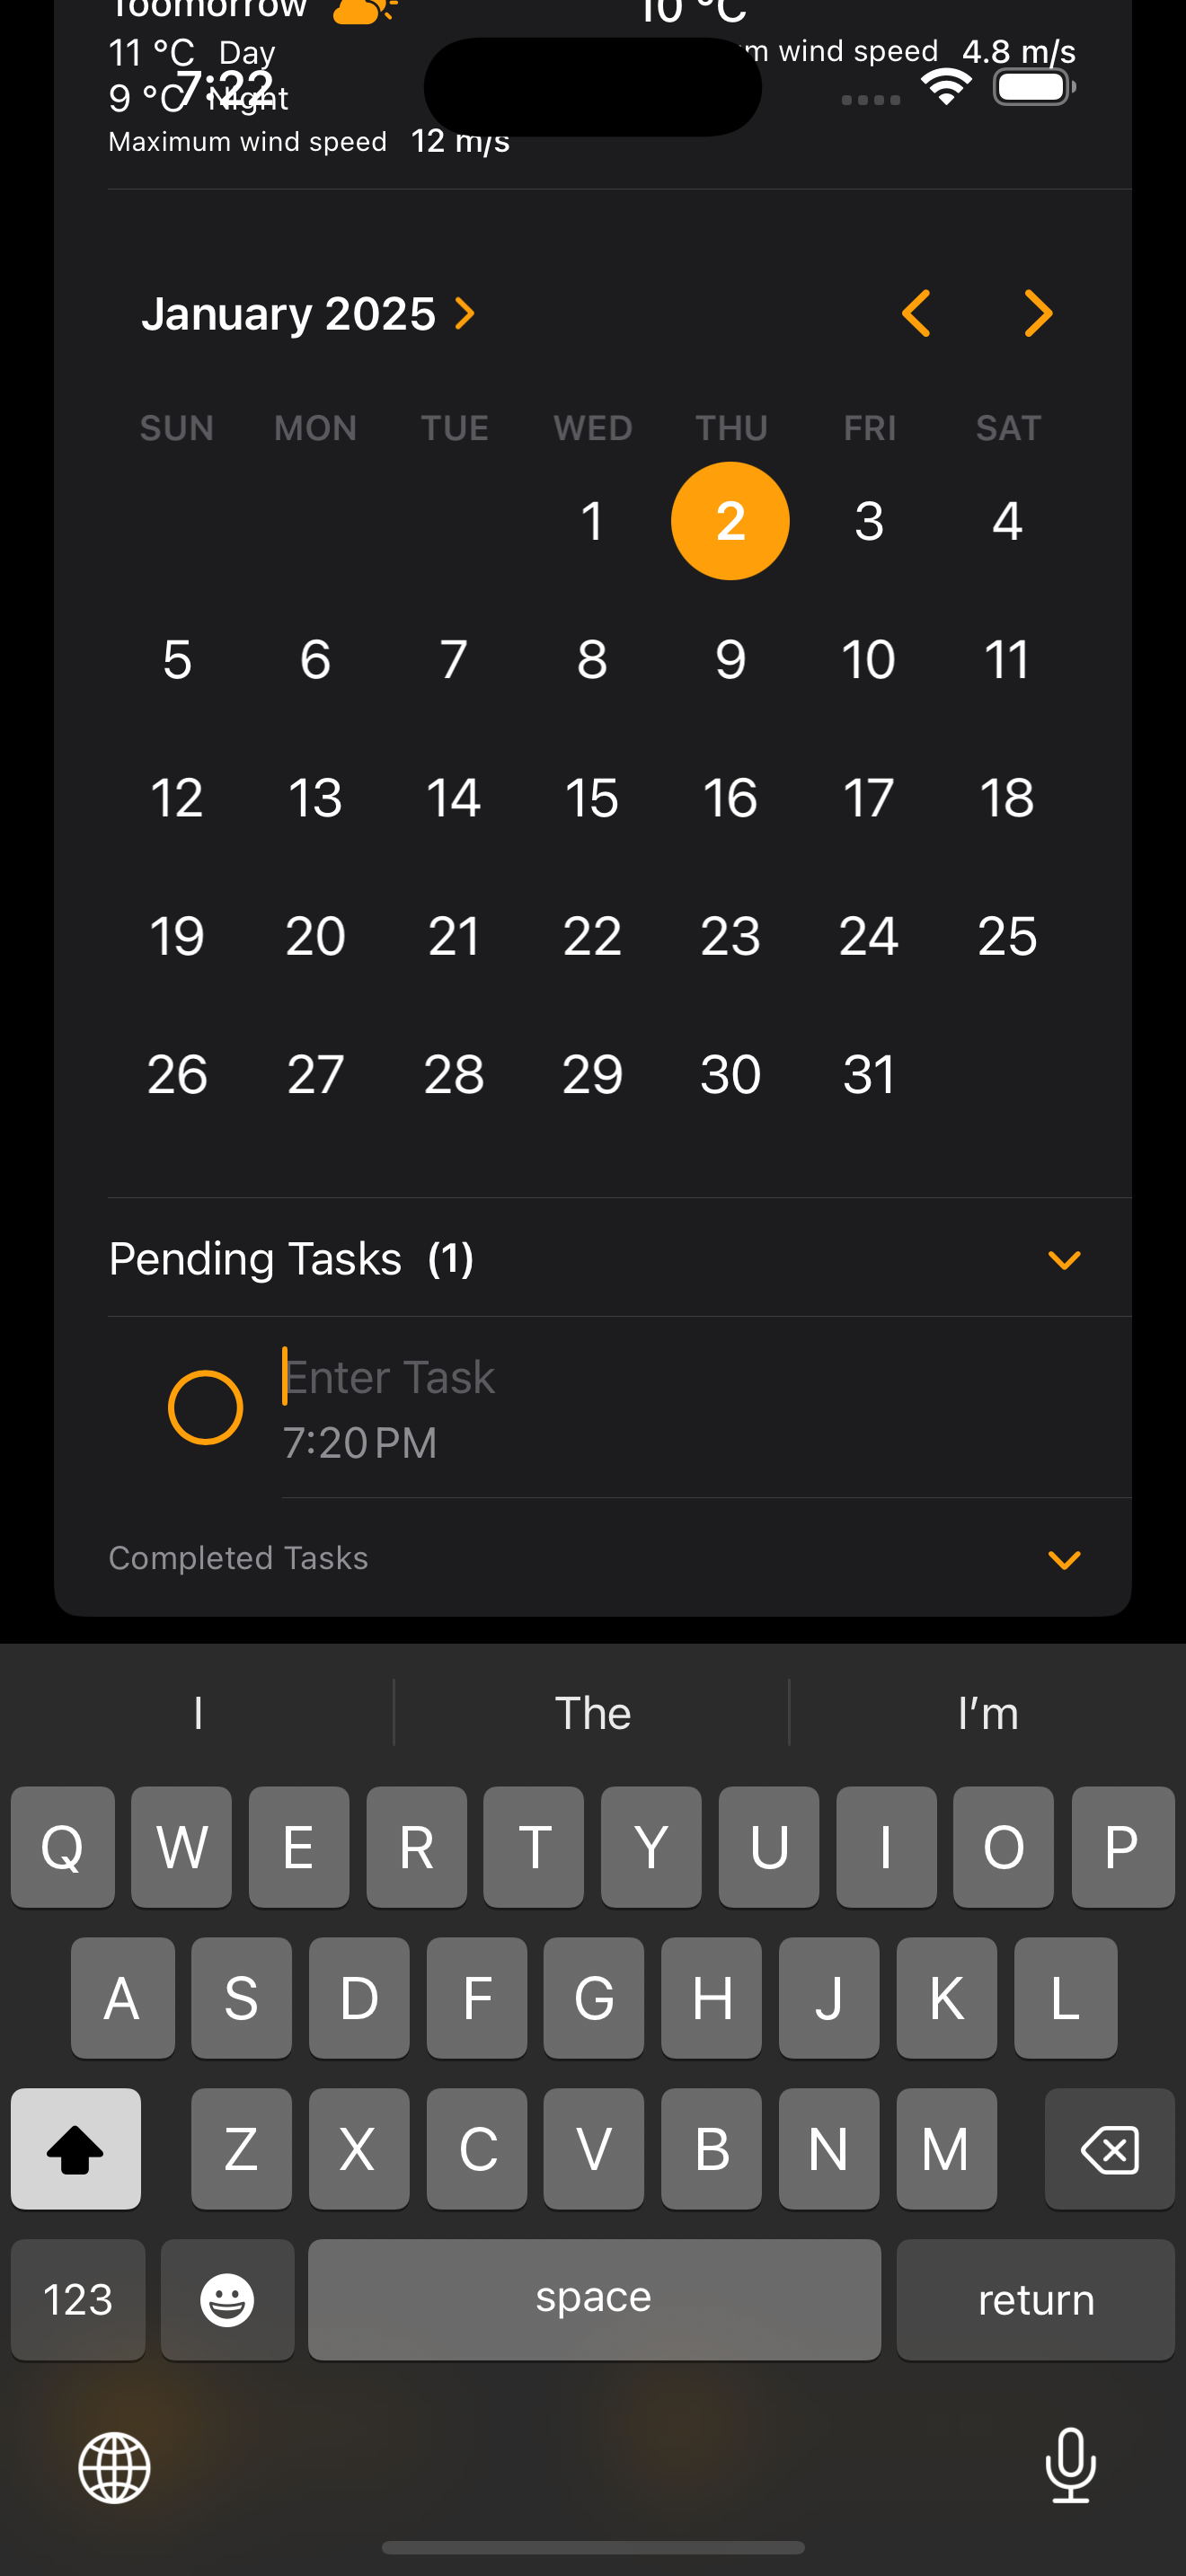 Toomorrow
10 °C
11 °C Day
m wind speed 4.8 m/s
7:22
9 °C Night
Maximum wind speed 12 m/s
January 2025
SUN MON TUE WED THU FRI SAT
1 2 3 4
5 6 7 8 9 10 11
12 13 14 15 16 17 18
19 20 21 22 23 24 25
26 27 28 29 30 31
Pending Tasks (1)
Enter Task
7:20 PM
Completed Tasks
I The I’m
Q W E R T Y U I O P
A S D F G H J K L
Z X C V B N M
123 space return